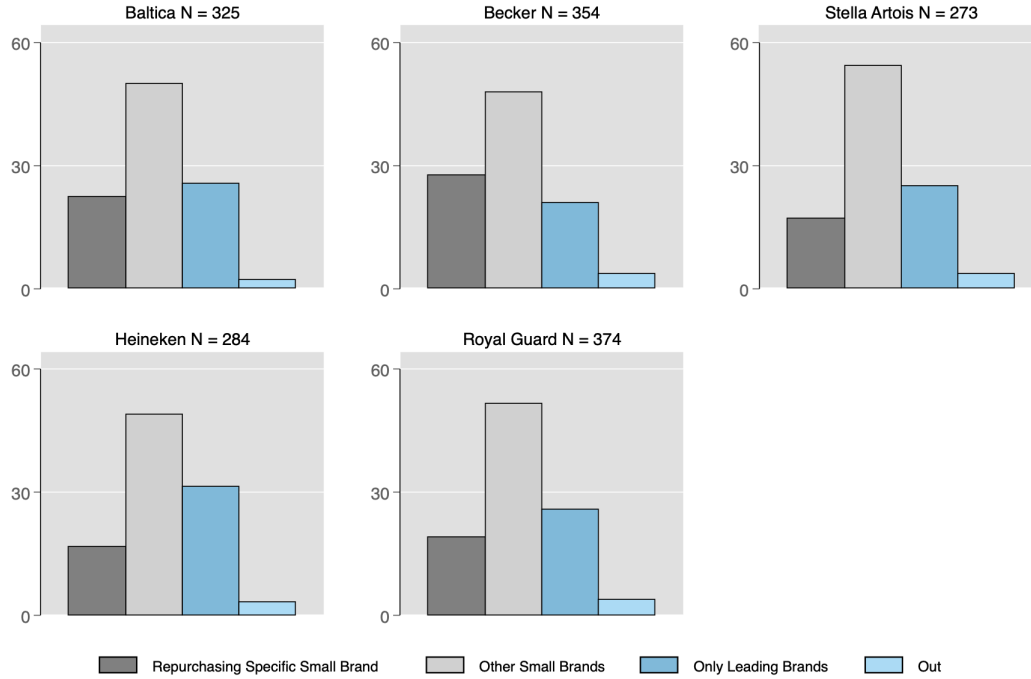 Baltica N = 325
60
30
0
Becker N = 354
60
30
0
Stella Artois N = 273
60
30
0
Heineken N = 284
60
30
0
Royal Guard N = 374
60
30
0
Repurchasing Specific Small Brand
Other Small Brands
Only Leading Brands
Out